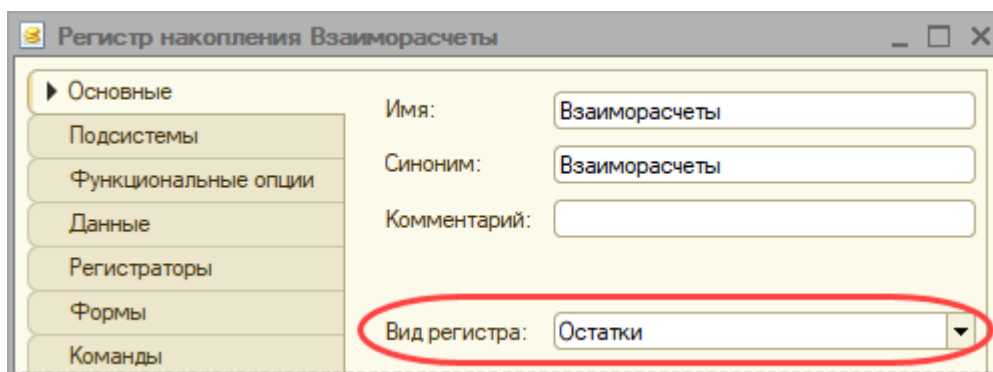 Регистр накопления Взаиморасчеты
Основные
Подсистемы
Функциональные опции
Данные
Регистраторы
Формы
Команды
Имя: Взаиморасчеты
Синоним: Взаиморасчеты
Комментарий:
Вид регистра: Остатки